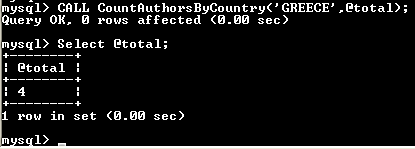 mysql> CALL CountAuthorsByCountry('GREECE',@total);
Query OK, 0 rows affected (0.00 sec)
mysql> Select @total;
+--------+
| @total |
+--------+
| 4      |
+--------+
1 row in set (0.00 sec)
mysql> _